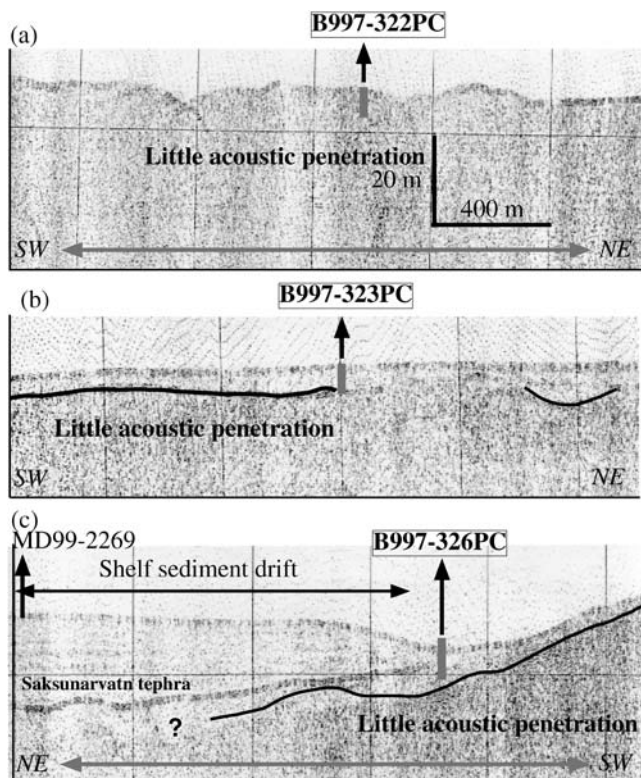 (a)
B997-322PC
Little acoustic penetration
20 m
400 m
SW
NE
(b)
B997-323PC
Little acoustic penetration
SW
NE
(c)
MD99-2269
B997-326PC
Shelf sediment drift
Saksunarvatn tephra
?
Little acoustic penetration
NE
SW